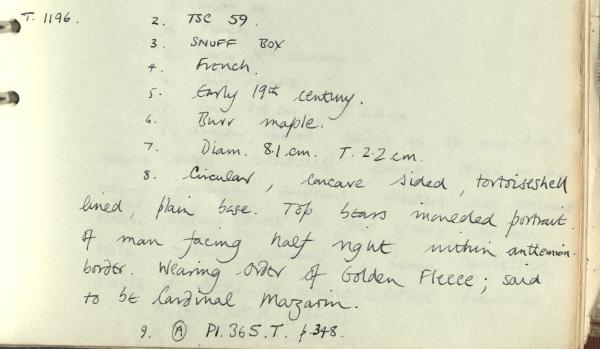 T. 1196. 2. TSC 59.
3. SNUFF BOX
4. French.
5. Early 19th century.
6. Burr maple.
7. Diam. 8.1 cm. T. 2.2 cm.
8. Circular, concave sided, tortoiseshell
lined, plain base. Top bears moulded portrait
of man facing half right within anthemion
border. Wearing Order of Golden Fleece; said
to be Cardinal Mazarin.
9. Ⓐ Pl. 365. T. p.348.